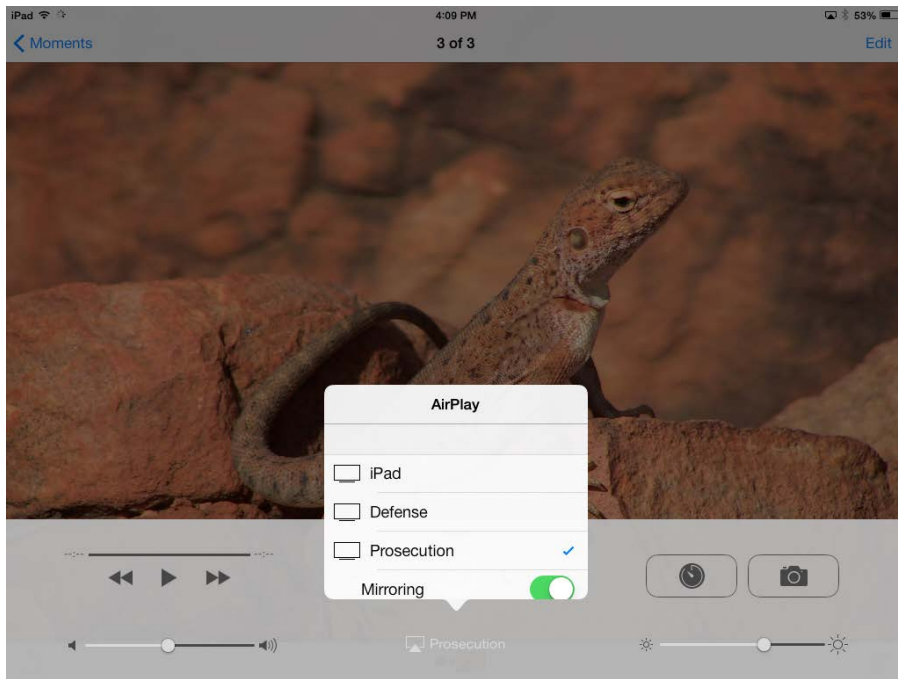 iPad 4:09 PM 53%
Moments 3 of 3 Edit
AirPlay
iPad
Defense
Prosecution
Mirroring
--:-- --:--
Prosecution